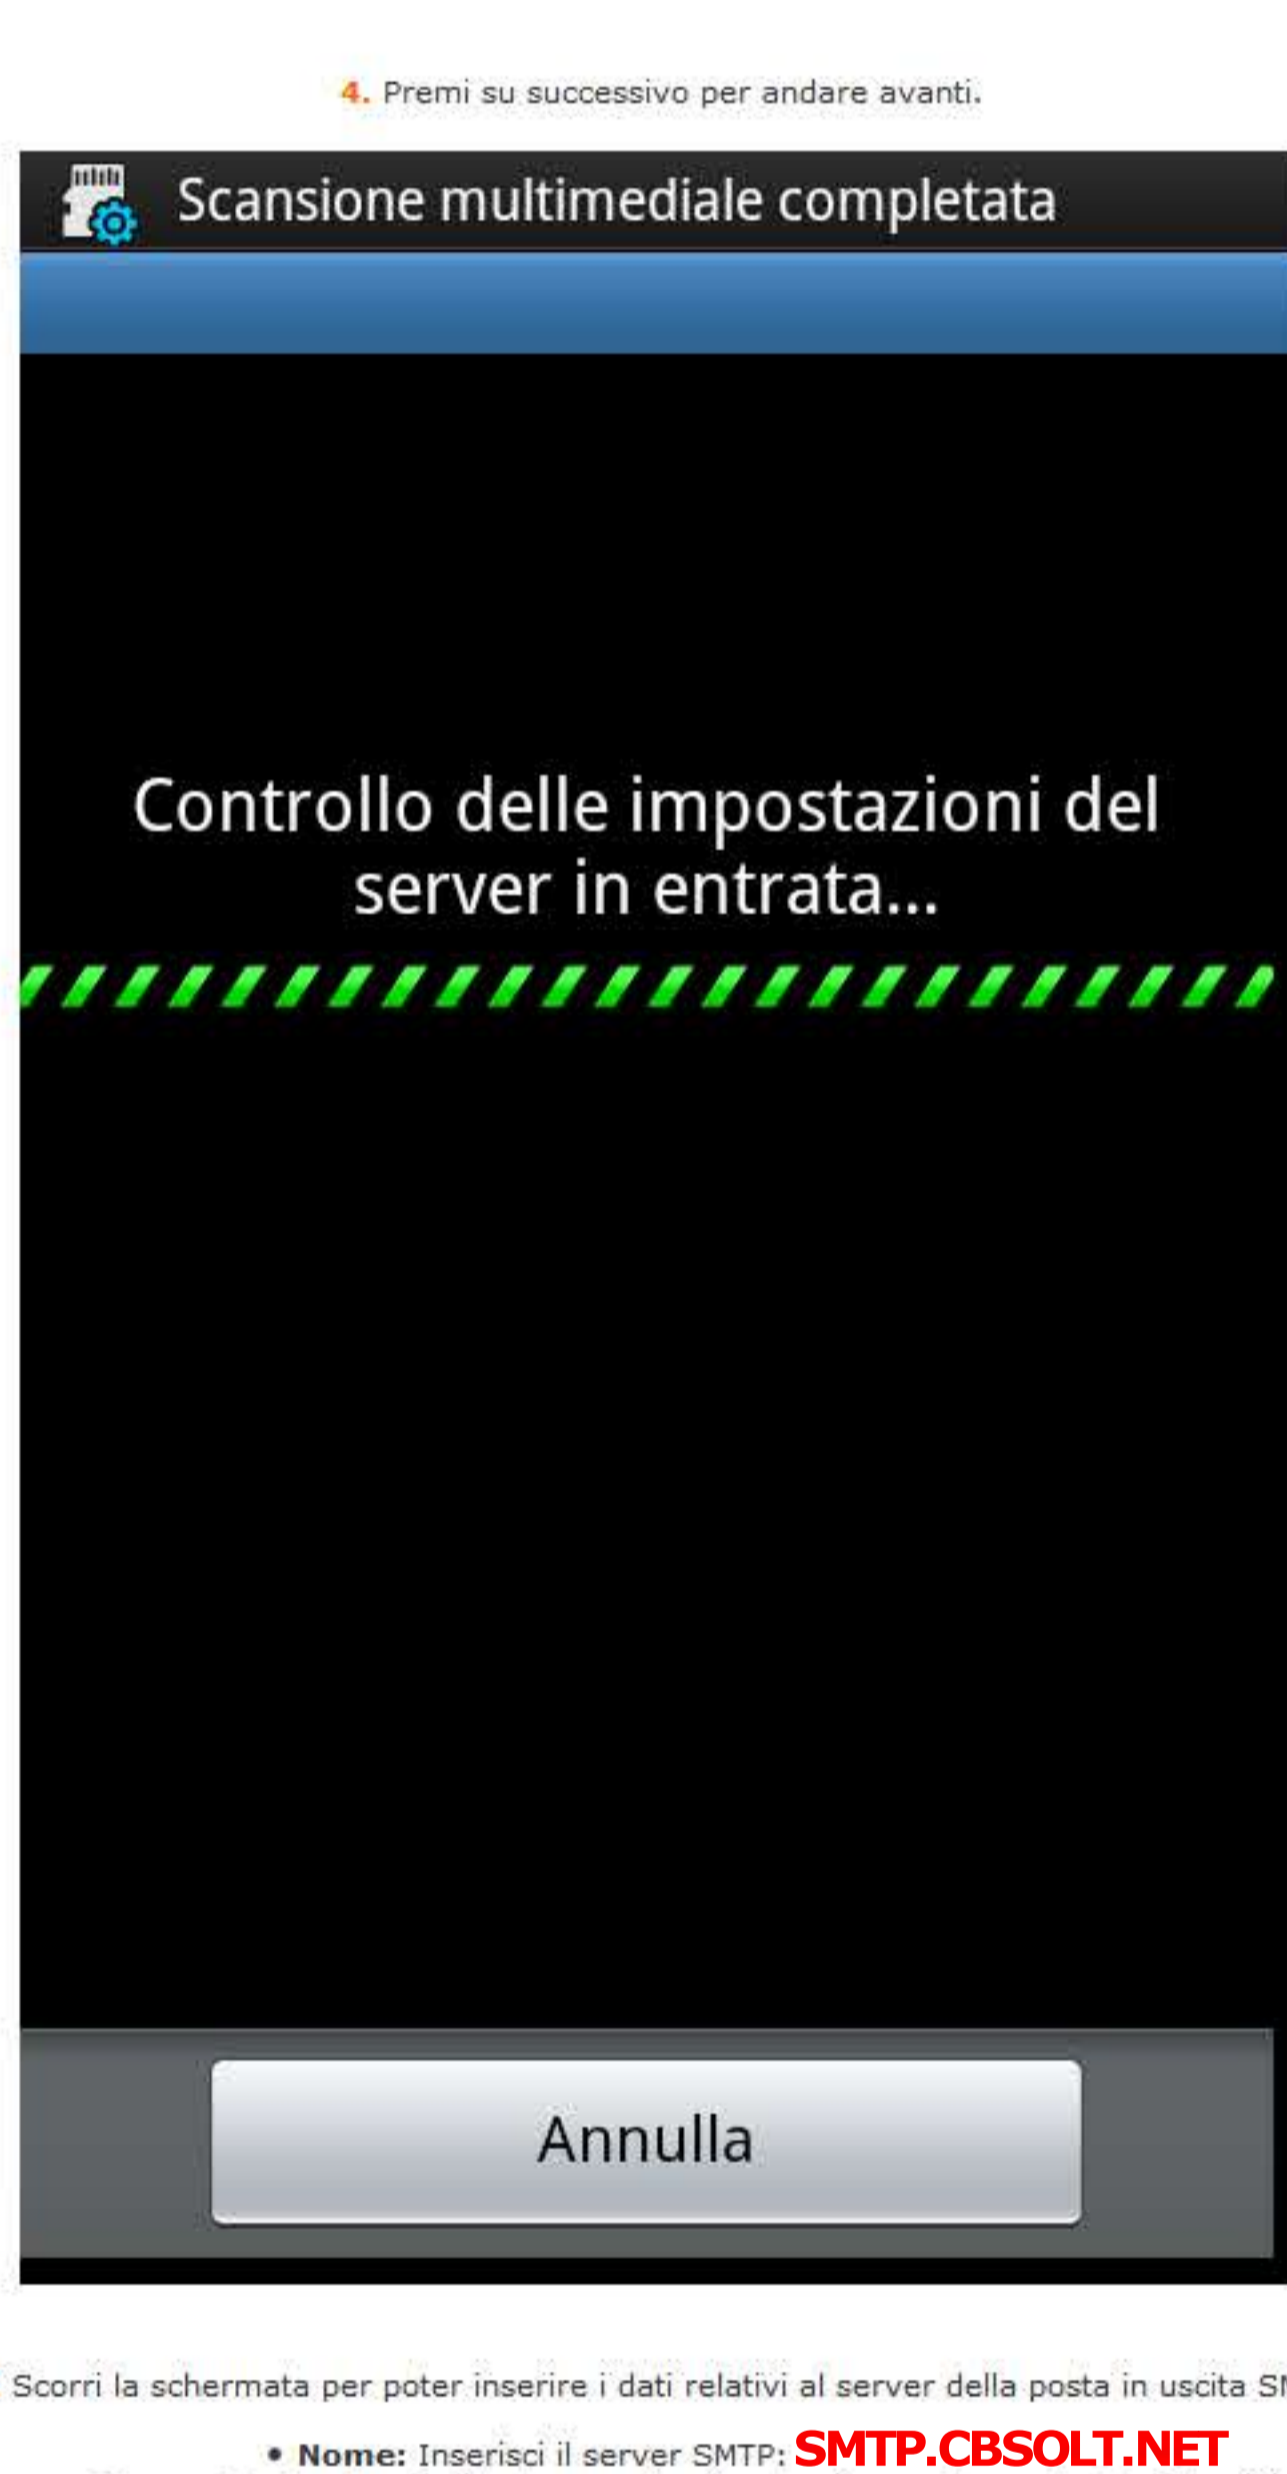 4. Premi su successivo per andare avanti.
Scansione multimediale completata
Controllo delle impostazioni del
server in entrata...
Annulla
Scorri la schermata per poter inserire i dati relativi al server della posta in uscita
• Nome: Inserisci il server SMTP: SMTP.CBSOLT.NET